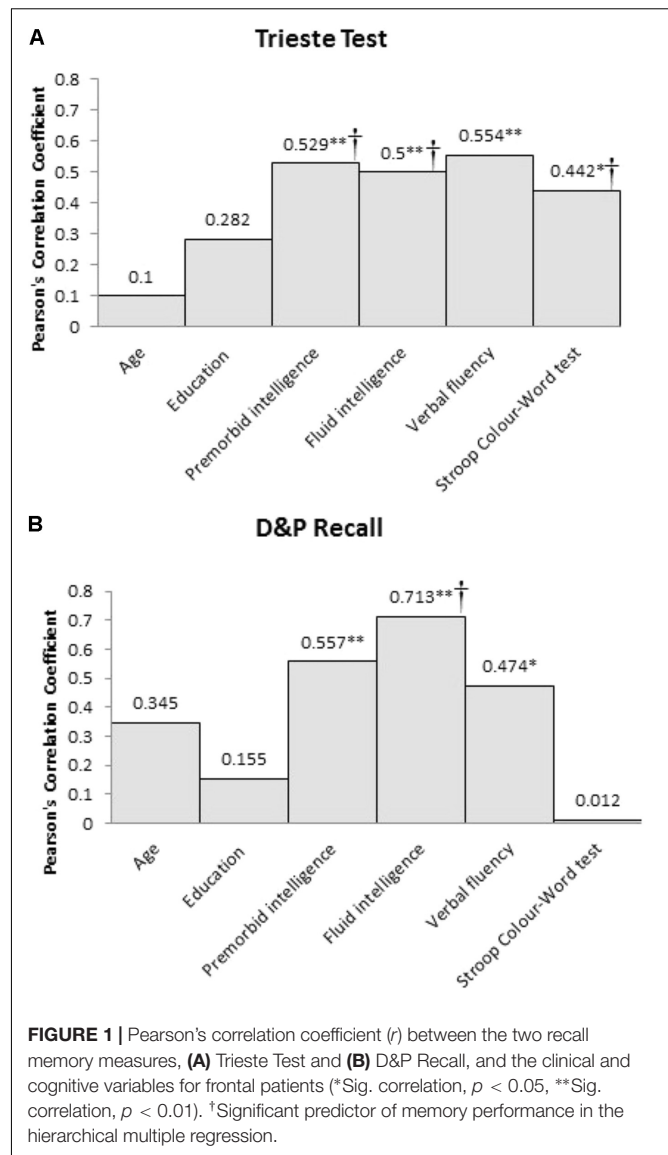 A
Trieste Test
Pearson's Correlation Coefficient
0.8
0.7
0.6
0.5
0.4
0.3
0.2
0.1
0
0.1
0.282
0.529**†
0.5**†
0.554**
0.442*†
Age
Education
Premorbid intelligence
Fluid intelligence
Verbal fluency
Stroop Colour-Word test
B
D&P Recall
Pearson's Correlation Coefficient
0.8
0.7
0.6
0.5
0.4
0.3
0.2
0.1
0
0.345
0.155
0.557**
0.713**†
0.474*
0.012
Age
Education
Premorbid intelligence
Fluid intelligence
Verbal fluency
Stroop Colour-Word test
FIGURE 1 | Pearson's correlation coefficient (r) between the two recall
memory measures, (A) Trieste Test and (B) D&P Recall, and the clinical and
cognitive variables for frontal patients (*Sig. correlation, p < 0.05, **Sig.
correlation, p < 0.01). †Significant predictor of memory performance in the
hierarchical multiple regression.